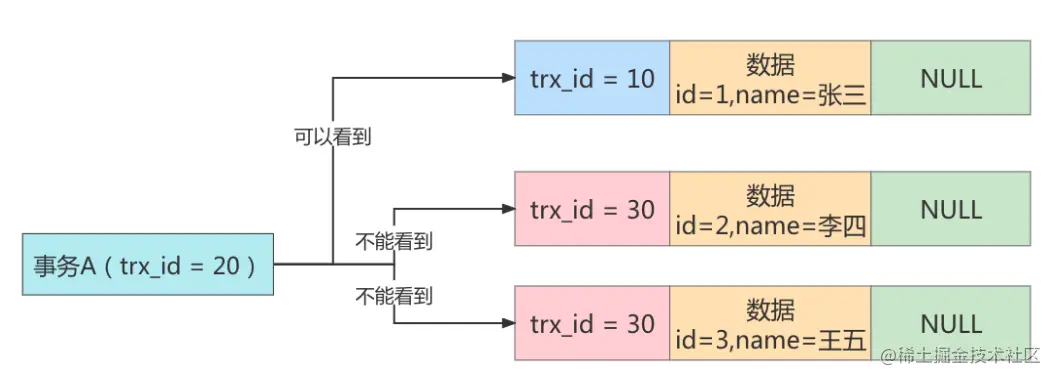 trx_id = 10
数据
id=1,name=张三
NULL
可以看到
trx_id = 30
数据
id=2,name=李四
NULL
不能看到
事务A（trx_id = 20）
不能看到
trx_id = 30
数据
id=3,name=王五
NULL
@稀土掘金技术社区